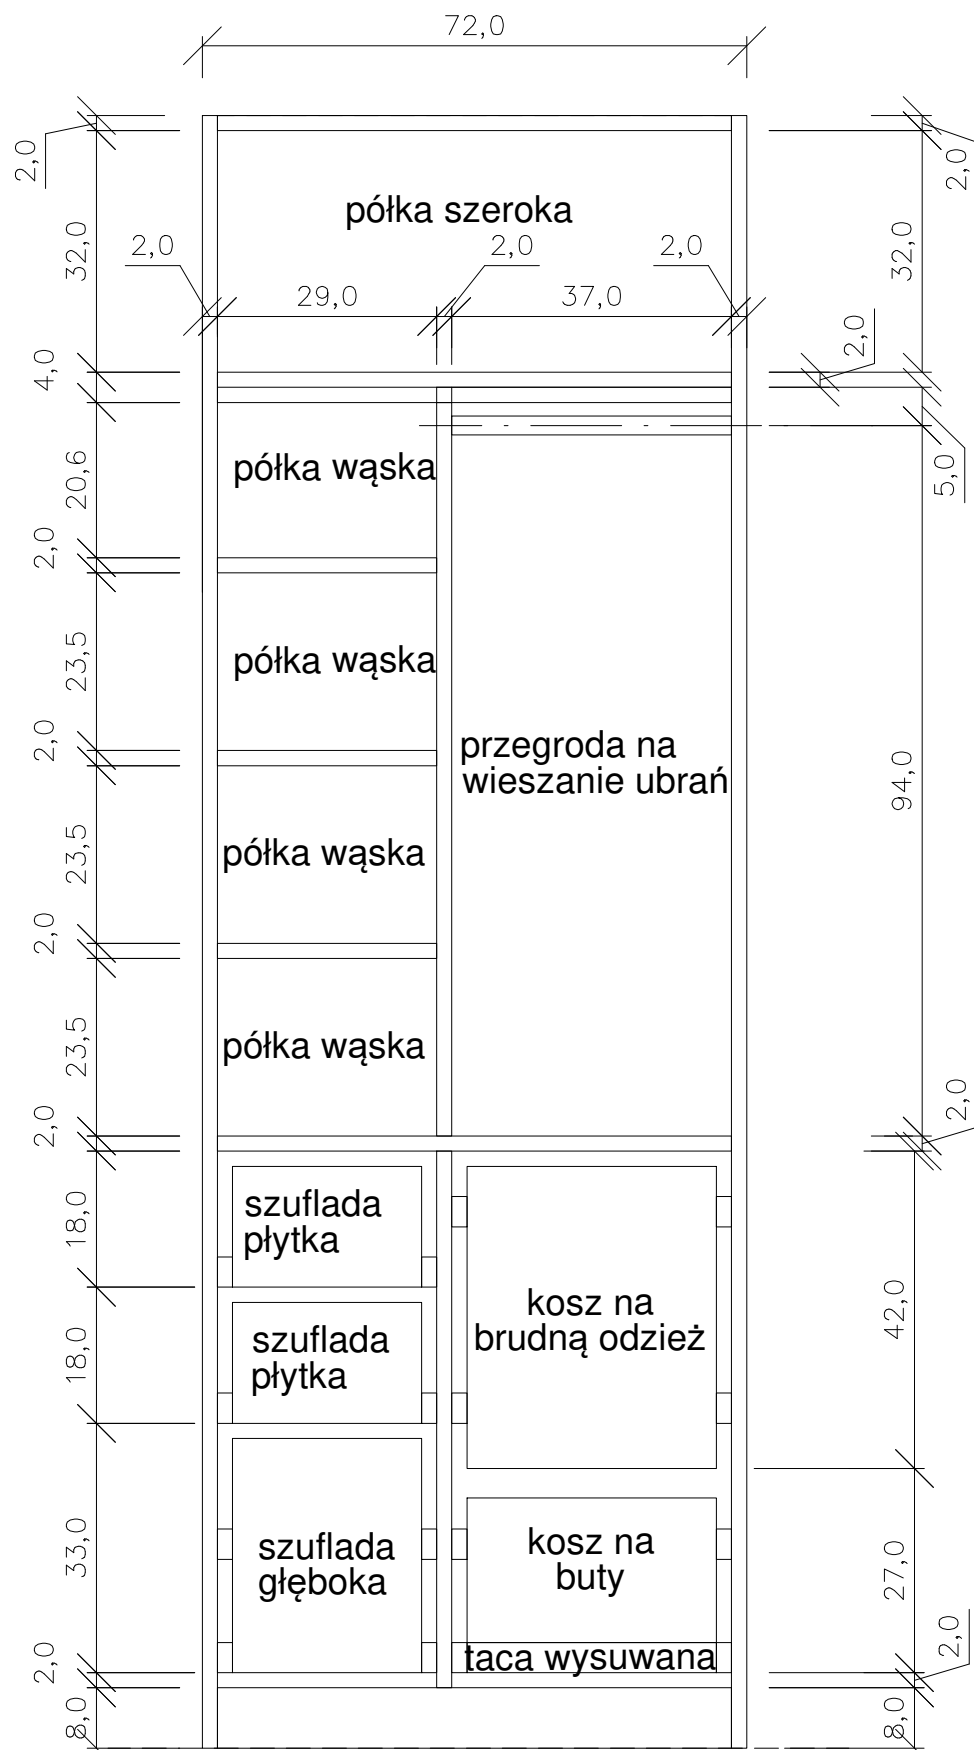 72,0
2,0
2,0
półka szeroka
32,0
32,0
2,0
2,0
2,0
29,0
37,0
2,0
4,0
5,0
20,6
półka wąska
2,0
23,5
półka wąska
2,0
przegroda na
wieszanie ubrań
94,0
23,5
półka wąska
2,0
23,5
półka wąska
2,0
2,0
18,0
szuflada
płytka
kosz na
brudną odzież
42,0
18,0
szuflada
płytka
33,0
szuflada
głęboka
kosz na
buty
27,0
taca wysuwana
2,0
2,0
8,0
8,0